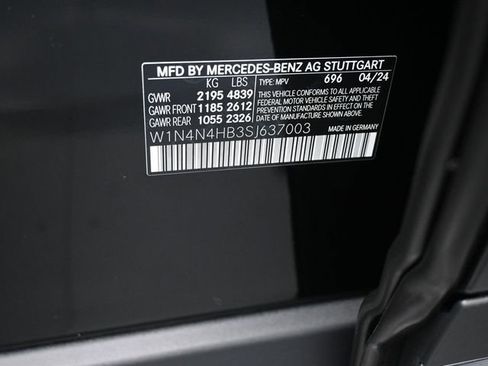 MFD BY MERCEDES-BENZ AG STUTTGART
KG LBS TYPE: MPV 696 04/24
GVWR 2195 4839
GAWR FRONT 1185 2612
GAWR REAR 1055 2326
THIS VEHICLE CONFORMS TO ALL APPLICABLE
FEDERAL MOTOR VEHICLE SAFETY AND THEFT
PREVENTION STANDARDS IN EFFECT ON THE
DATE OF MANUFACTURE SHOWN ABOVE.
W1N4N4HB3SJ637003 MADE IN GERMANY